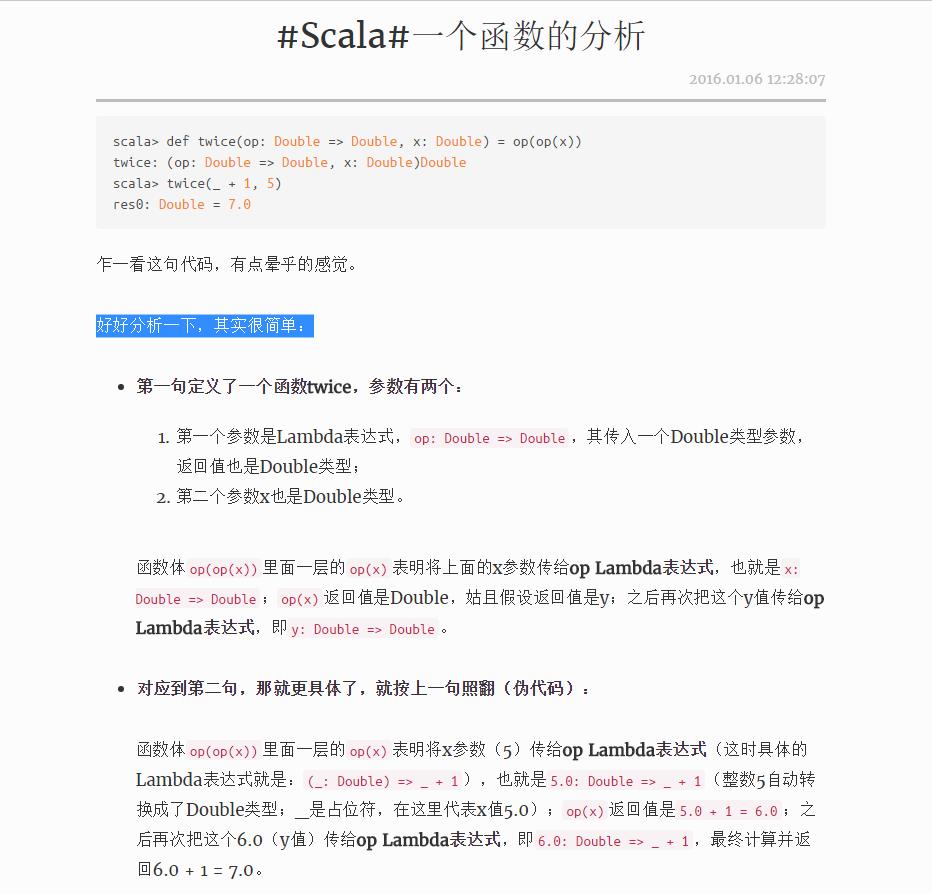 #Scala#一个函数的分析
2016.01.06 12:28:07
scala> def twice(op: Double => Double, x: Double) = op(op(x))
twice: (op: Double => Double, x: Double)Double
scala> twice(_ + 1, 5)
res0: Double = 7.0
乍一看这句代码，有点晕乎的感觉。
好好分析一下，其实很简单：
• 第一句定义了一个函数twice，参数有两个：
1. 第一个参数是Lambda表达式，op: Double => Double，其传入一个Double类型参数，
返回值也是Double类型；
2. 第二个参数x也是Double类型。
函数体op(op(x))里面一层的op(x)表明将上面的x参数传给op Lambda表达式，也就是x:
Double => Double；op(x)返回值是Double，姑且假设返回值是y；之后再次把这个y值传给op
Lambda表达式，即y: Double => Double。
• 对应到第二句，那就更具体了，就按上一句照翻（伪代码）：
函数体op(op(x))里面一层的op(x)表明将x参数（5）传给op Lambda表达式（这时具体的
Lambda表达式就是：(_: Double) => _ + 1），也就是5.0: Double => _ + 1（整数5自动转
换成了Double类型；__是占位符，在这里代表x值5.0）；op(x)返回值是5.0 + 1 = 6.0；之
后再次把这个6.0（y值）传给op Lambda表达式，即6.0: Double => _ + 1，最终计算并返
回6.0 + 1 = 7.0。